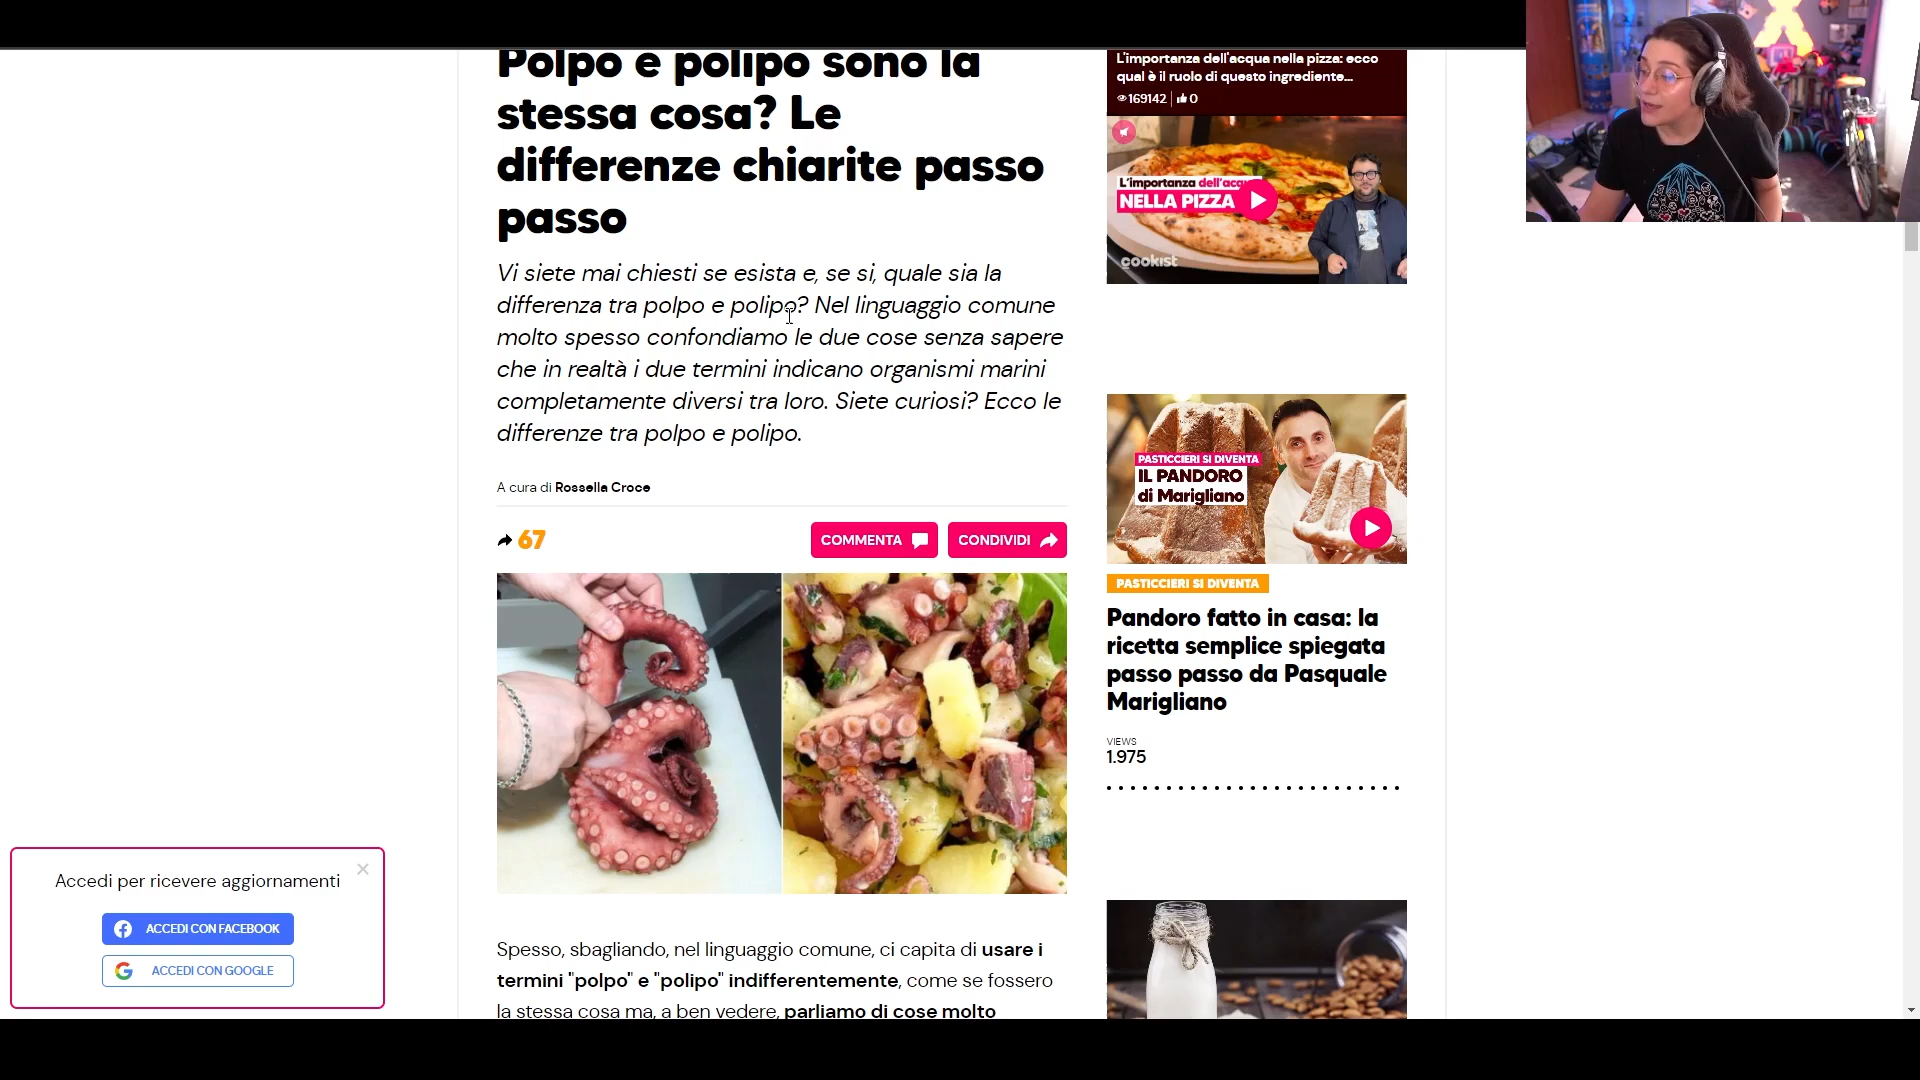 Polpo e polipo sono la
stessa cosa? Le
differenze chiarite passo
passo
Vi siete mai chiesti se esista e, se si, quale sia la
differenza tra polpo e polipo? Nel linguaggio comune
molto spesso confondiamo le due cose senza sapere
che in realtà i due termini indicano organismi marini
completamente diversi tra loro. Siete curiosi? Ecco le
differenze tra polpo e polipo.
A cura di Rossella Croce
67
COMMENTA
CONDIVIDI
Spesso, sbagliando, nel linguaggio comune, ci capita di usare i
termini "polpo" e "polipo" indifferentemente, come se fossero
la stessa cosa ma, a ben vedere, parliamo di cose molto
L'importanza dell'acqua nella pizza: ecco
qual è il ruolo di questo ingrediente...
169142 0
L'importanza dell'acqu
NELLA PIZZA
cookist
PASTICCIERI SI DIVENTA
IL PANDORO
di Marigliano
PASTICCIERI SI DIVENTA
Pandoro fatto in casa: la
ricetta semplice spiegata
passo passo da Pasquale
Marigliano
VIEWS
1.975
Accedi per ricevere aggiornamenti
ACCEDI CON FACEBOOK
ACCEDI CON GOOGLE